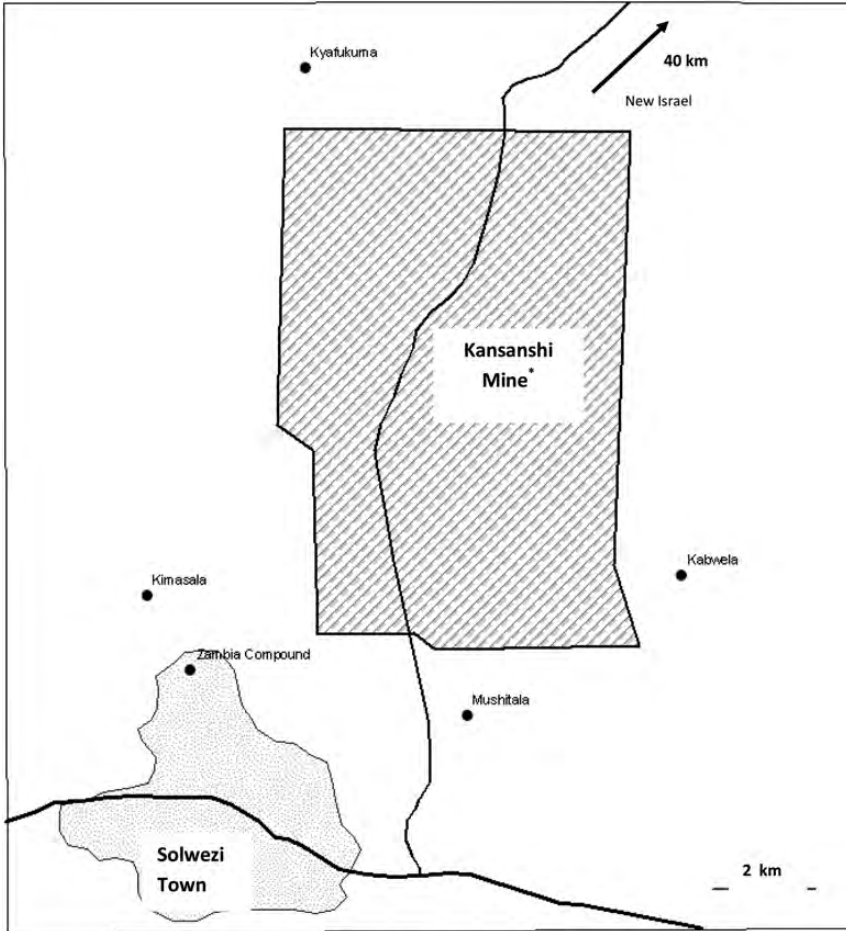 Kyafukuma
40 km
New Israel
Kansanshi
Mine*
Kabwela
Kimasala
Zambia Compound
Mushitala
Solwezi
Town
2 km